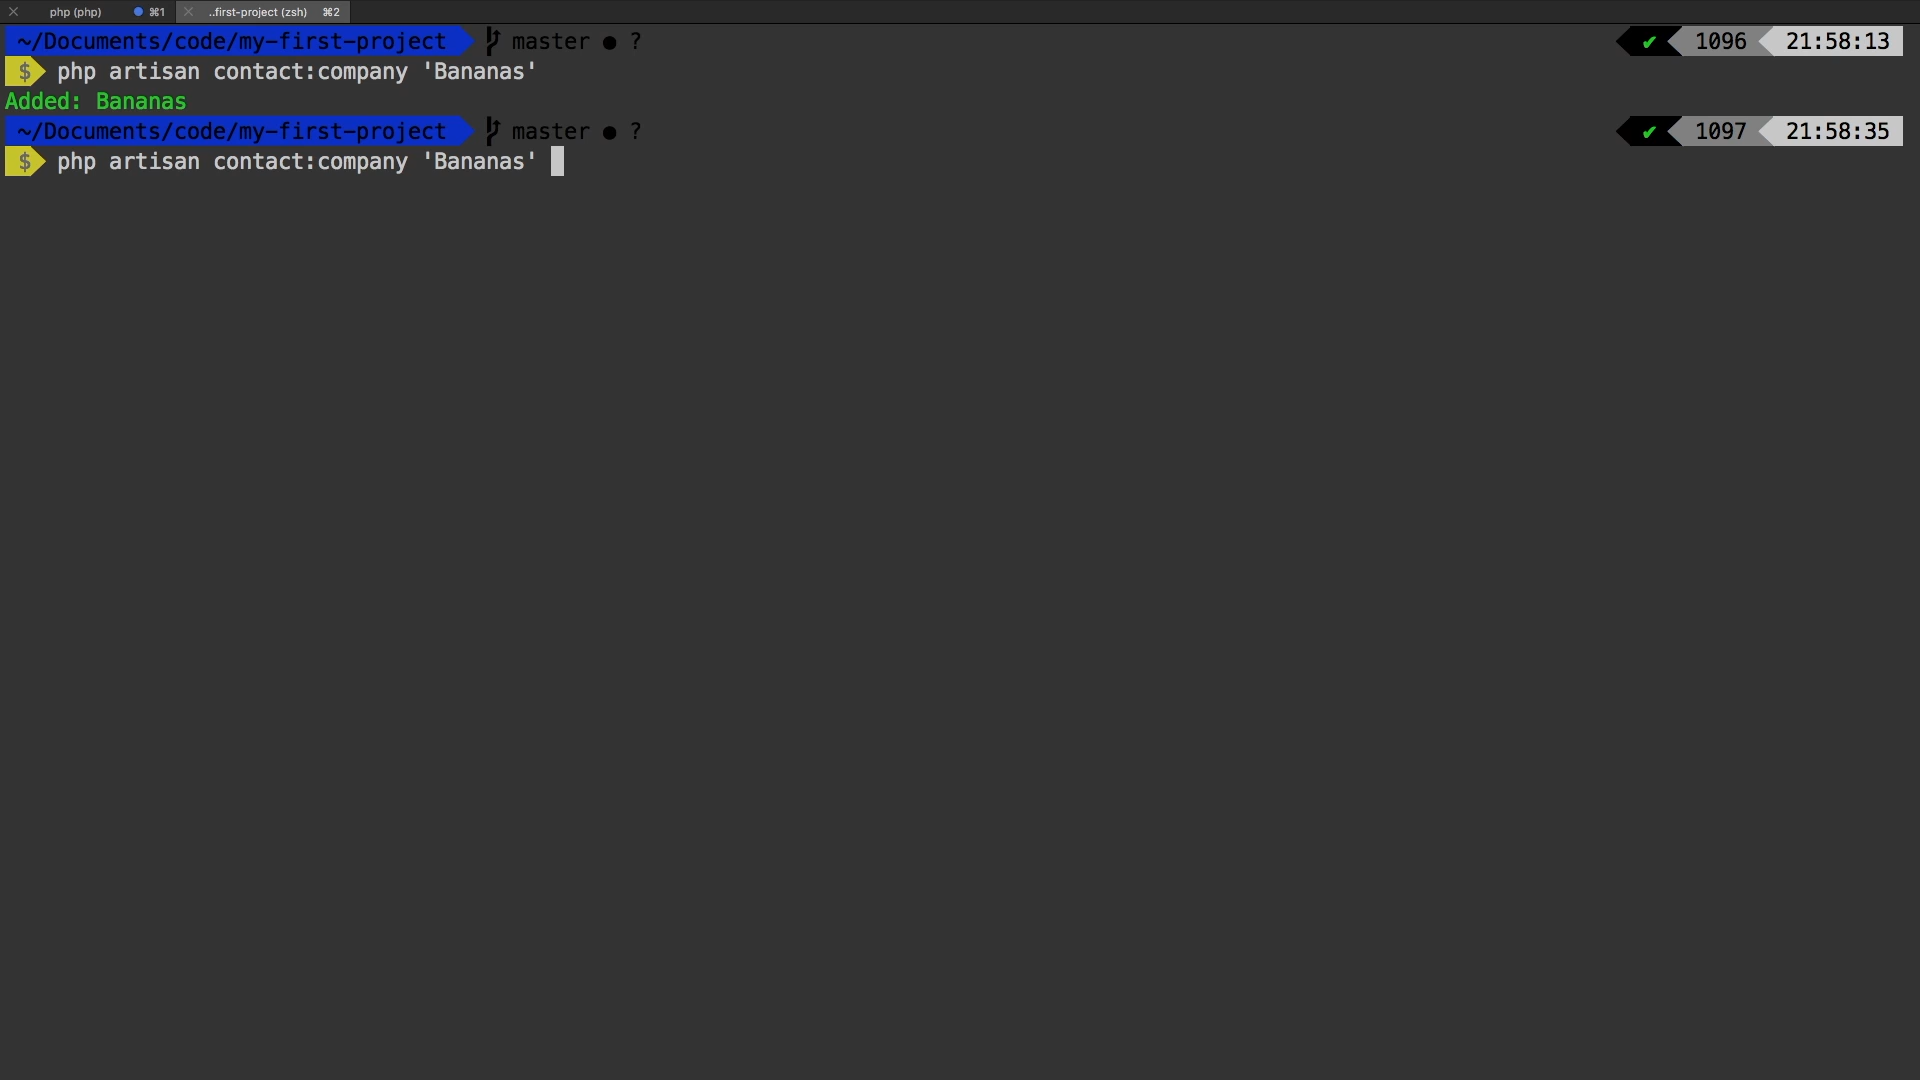 php (php) ⌘1 ..first-project (zsh) ⌘2
~/Documents/code/my-first-project master ● ? ✔ 1096 21:58:13
$ php artisan contact:company 'Bananas'
Added: Bananas
~/Documents/code/my-first-project master ● ? ✔ 1097 21:58:35
$ php artisan contact:company 'Bananas'